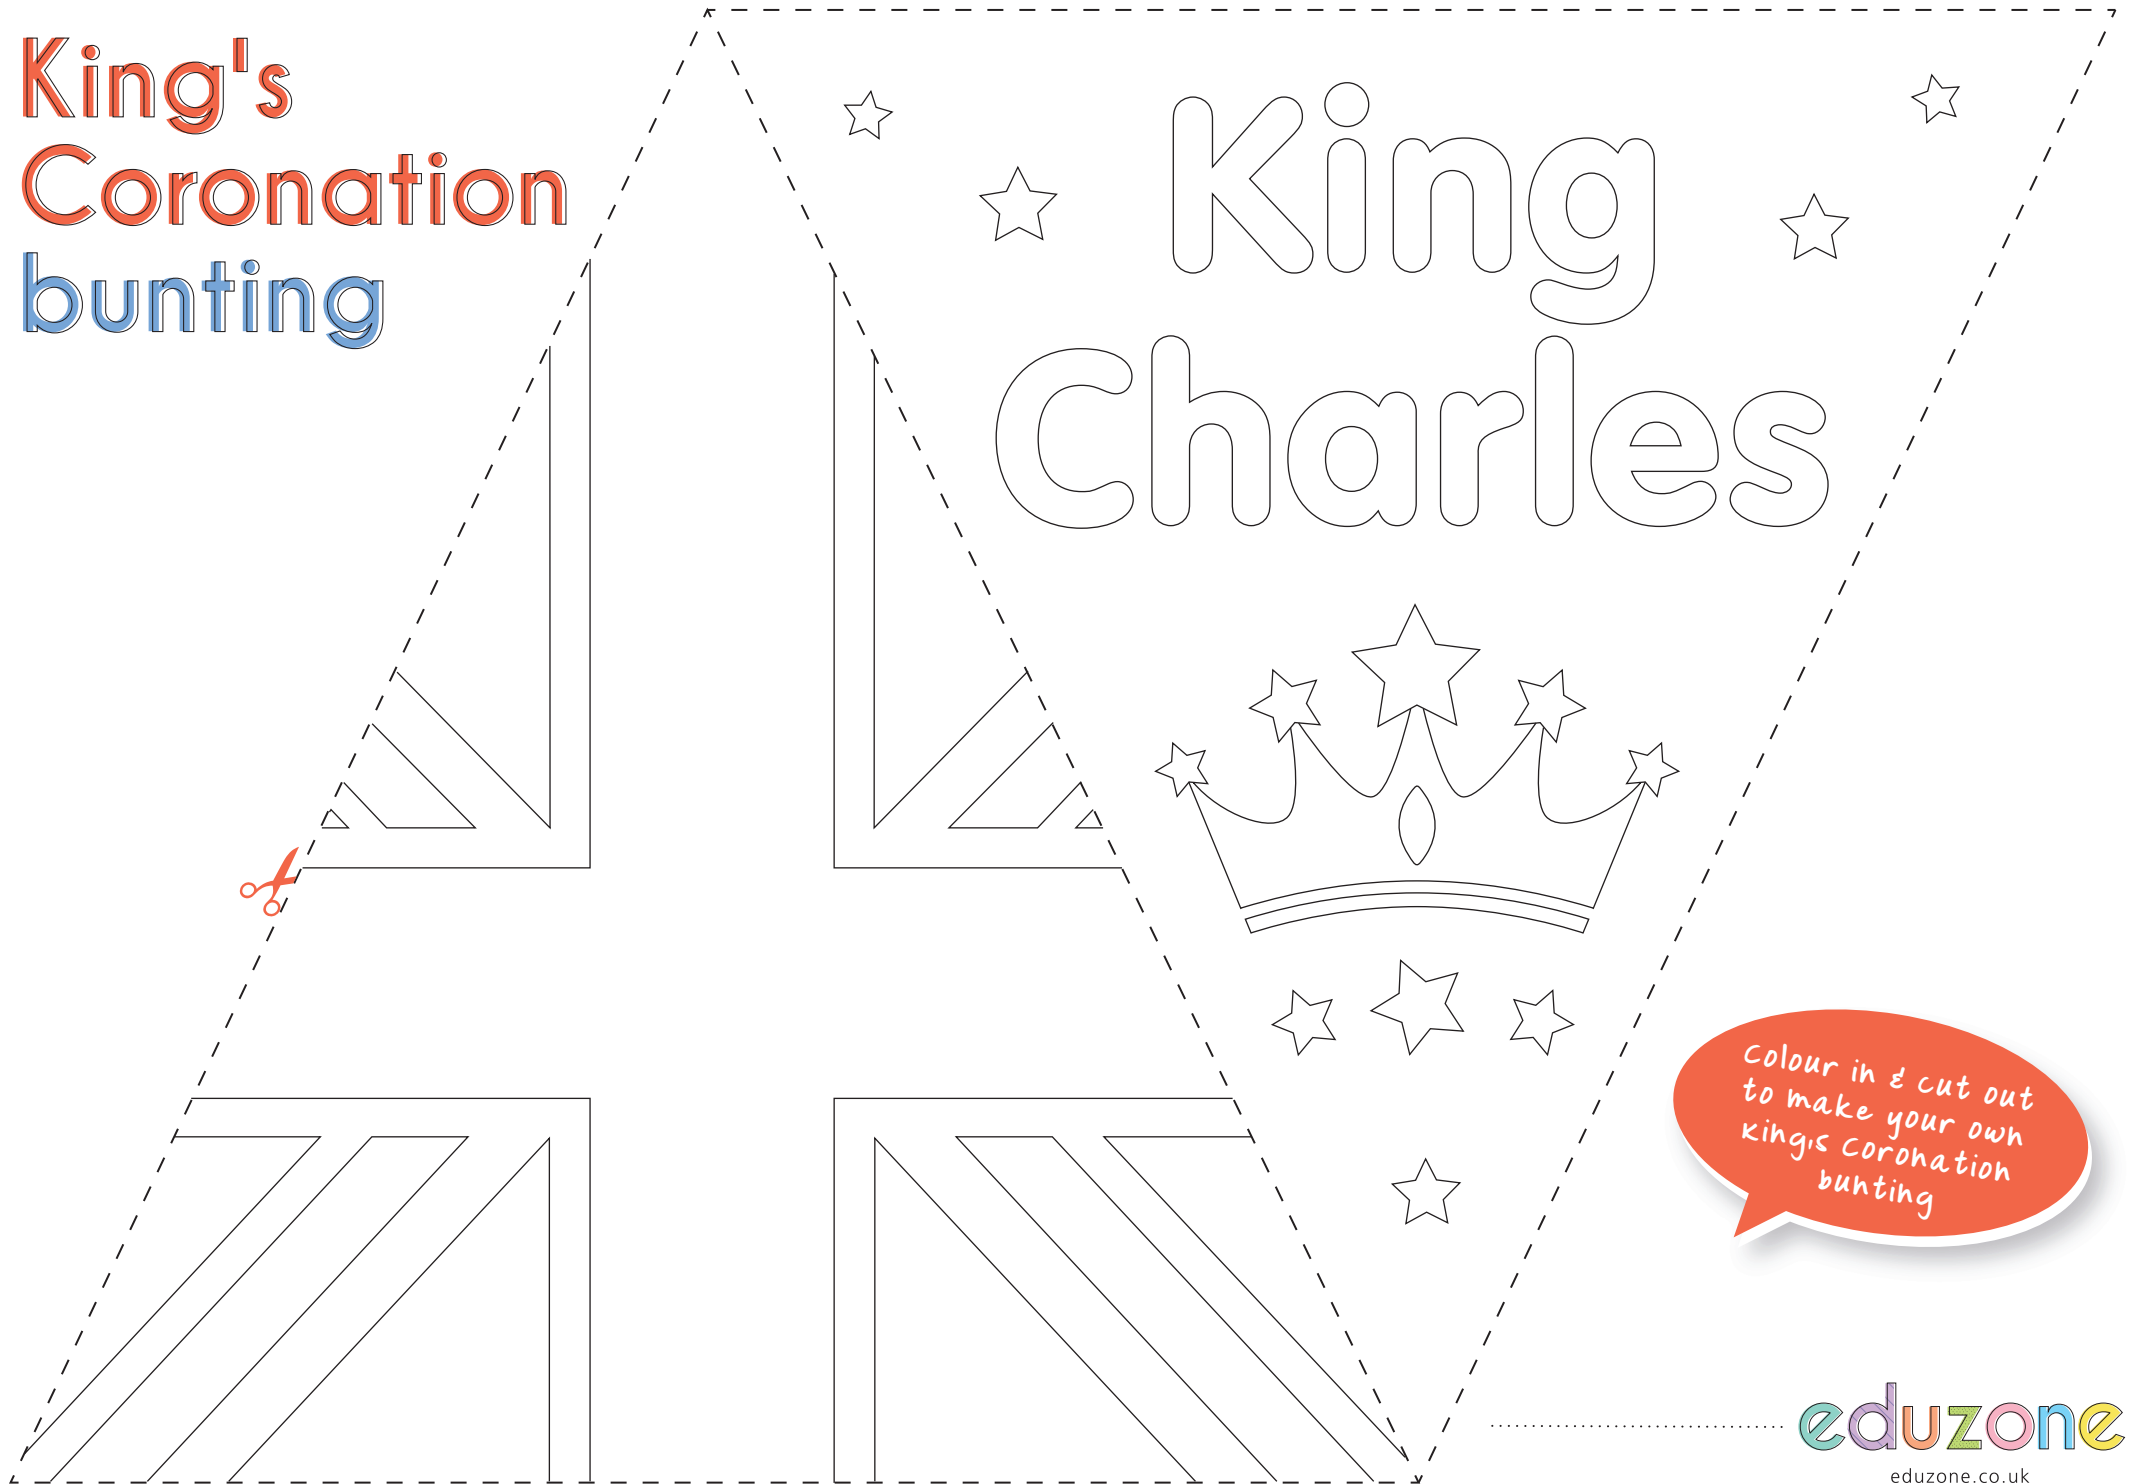 King's
Coronation
bunting
King
Charles
Colour in & cut out
to make your own
King's Coronation
bunting
eduzone
eduzone.co.uk